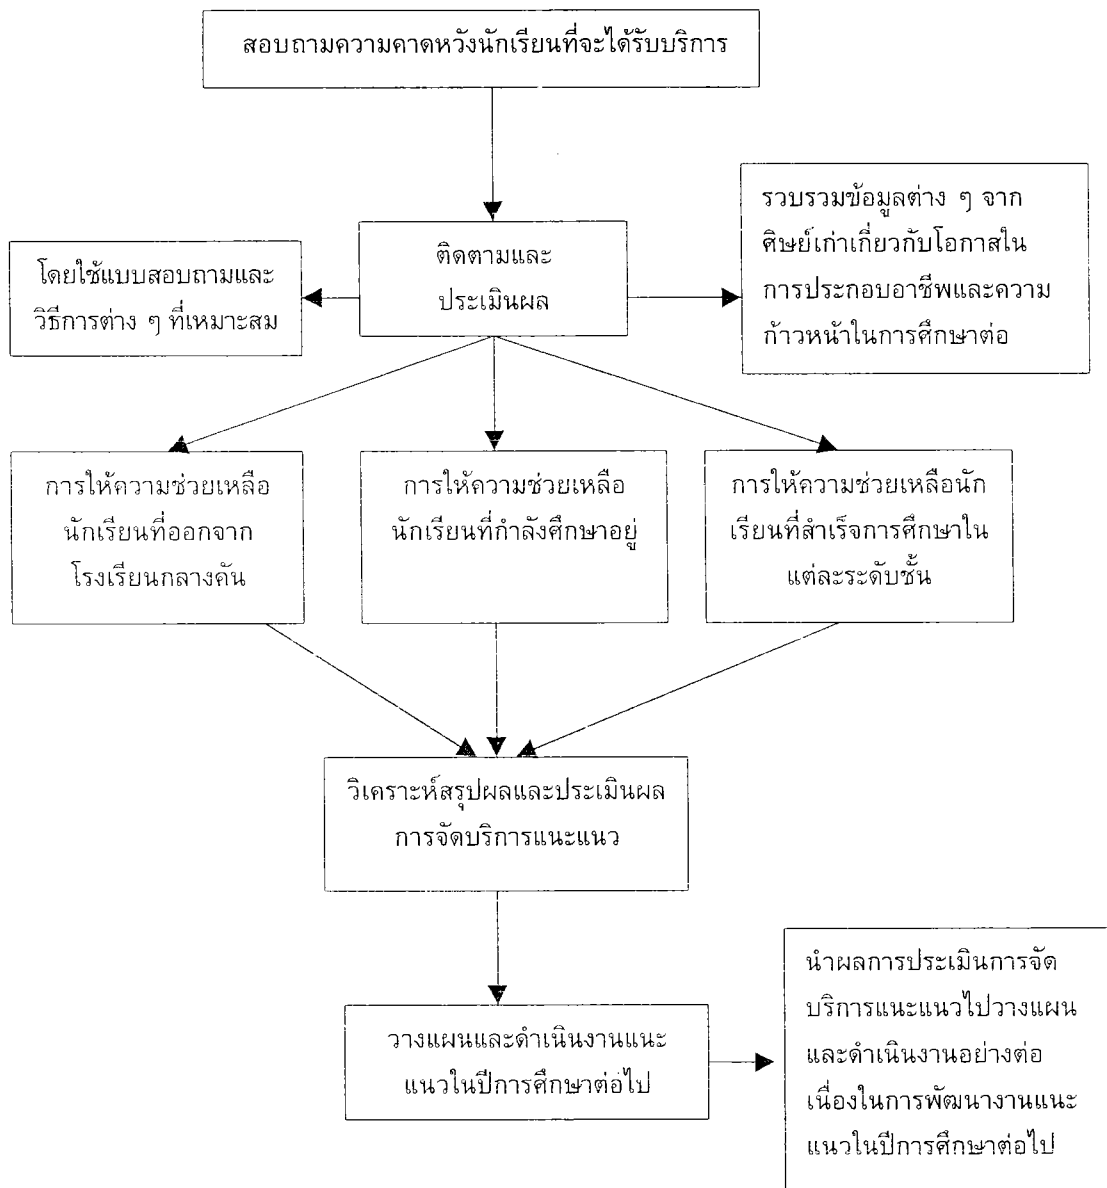 สอบถามความคาดหวังนักเรียนที่จะได้รับบริการ
ติดตามและ
ประเมินผล
โดยใช้แบบสอบถามและ
วิธีการต่าง ๆ ที่เหมาะสม
รวบรวมข้อมูลต่าง ๆ จาก
ศิษย์เก่าเกี่ยวกับโอกาสใน
การประกอบอาชีพและความ
ก้าวหน้าในการศึกษาต่อ
การให้ความช่วยเหลือ
นักเรียนที่ออกจาก
โรงเรียนกลางคัน
การให้ความช่วยเหลือ
นักเรียนที่กำลังศึกษาอยู่
การให้ความช่วยเหลือนัก
เรียนที่สำเร็จการศึกษาใน
แต่ละระดับชั้น
วิเคราะห์สรุปผลและประเมินผล
การจัดบริการแนะแนว
วางแผนและดำเนินงานแนะ
แนวในปีการศึกษาต่อไป
นำผลการประเมินการจัด
บริการแนะแนวไปวางแผน
และดำเนินงานอย่างต่อ
เนื่องในการพัฒนางานแนะ
แนวในปีการศึกษาต่อไป